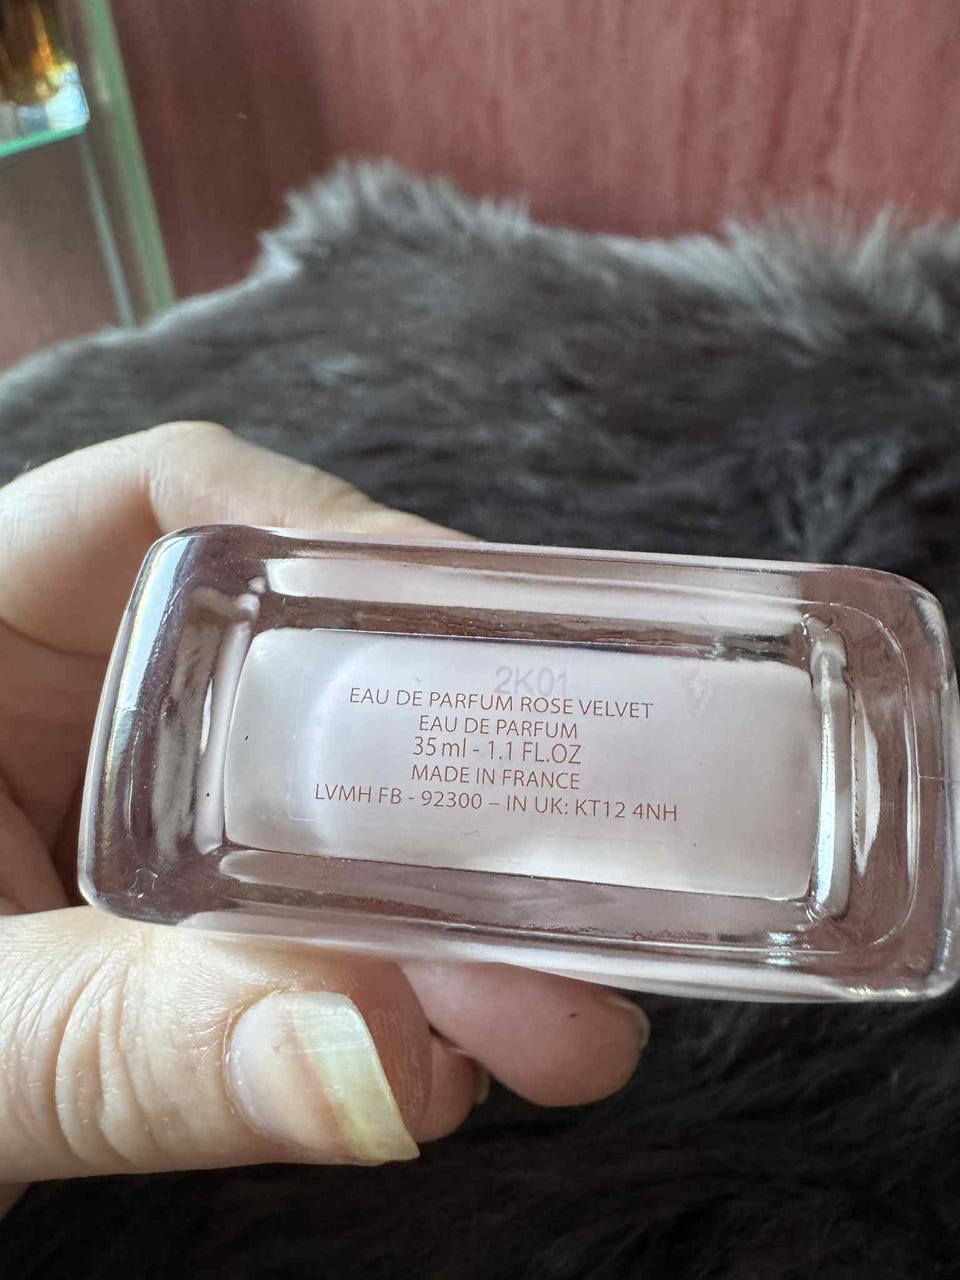 2K01
EAU DE PARFUM ROSE VELVET
EAU DE PARFUM
35 ml - 1.1 FL.OZ
MADE IN FRANCE
LVMH FB - 92300 – IN UK: KT12 4NH